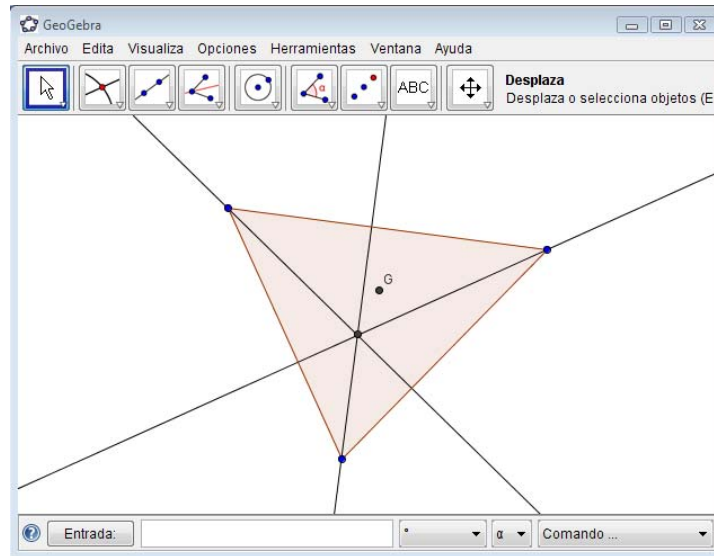 GeoGebra
Archivo Edita Visualiza Opciones Herramientas Ventana Ayuda
α ABC Desplaza
Desplaza o selecciona objetos (E
G
Entrada: ° α Comando ...